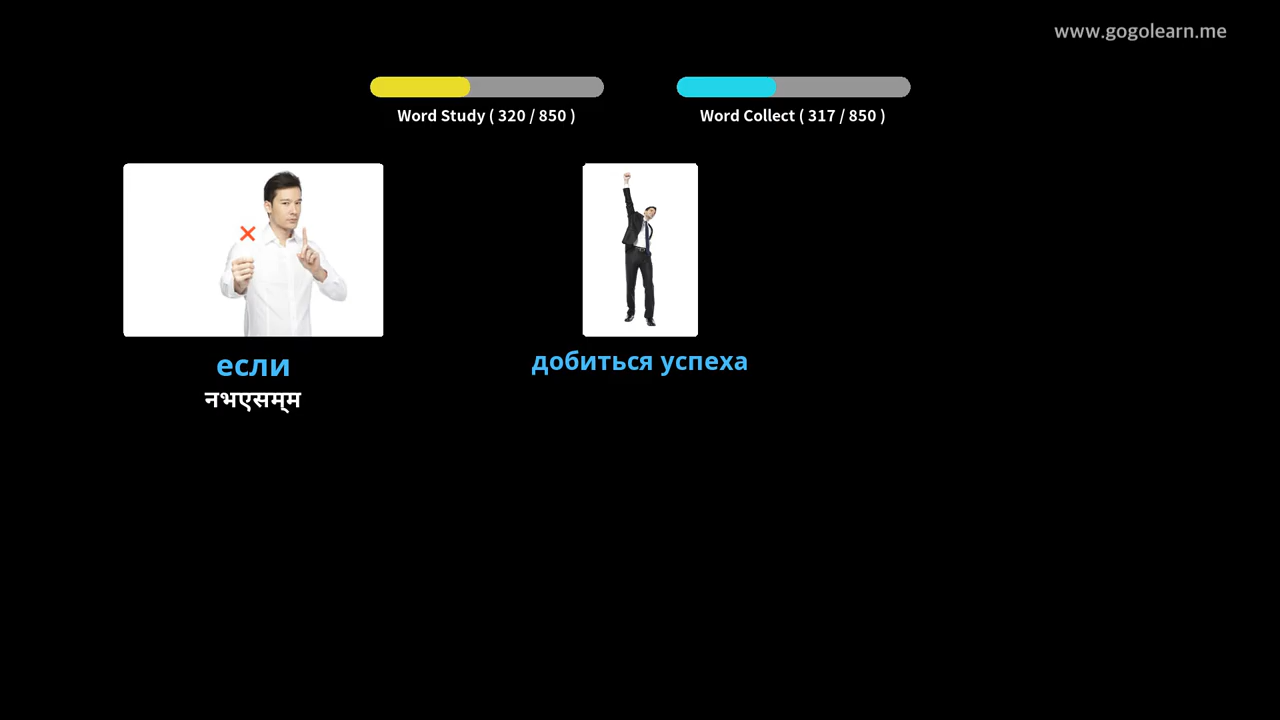 www.gogolearn.me
Word Study ( 320 / 850 )
Word Collect ( 317 / 850 )
если
नभएसम्म
добиться успеха